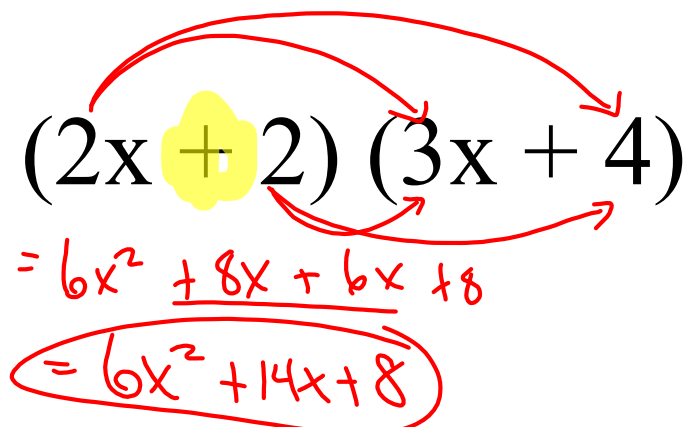 (2x + 2) (3x + 4)
= 6x² + 8x + 6x + 8
= 6x² + 14x + 8